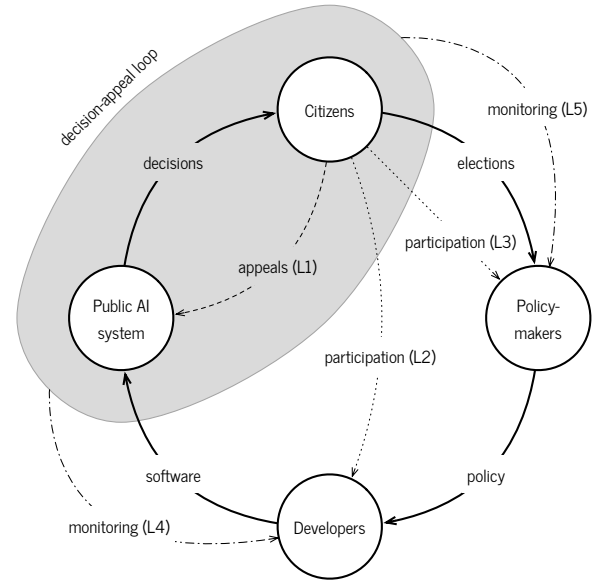 decision-appeal loop
Citizens
monitoring (L5)
decisions
elections
participation (L3)
appeals (L1)
Public AI
system
Policy-
makers
participation (L2)
software
policy
monitoring (L4)
Developers